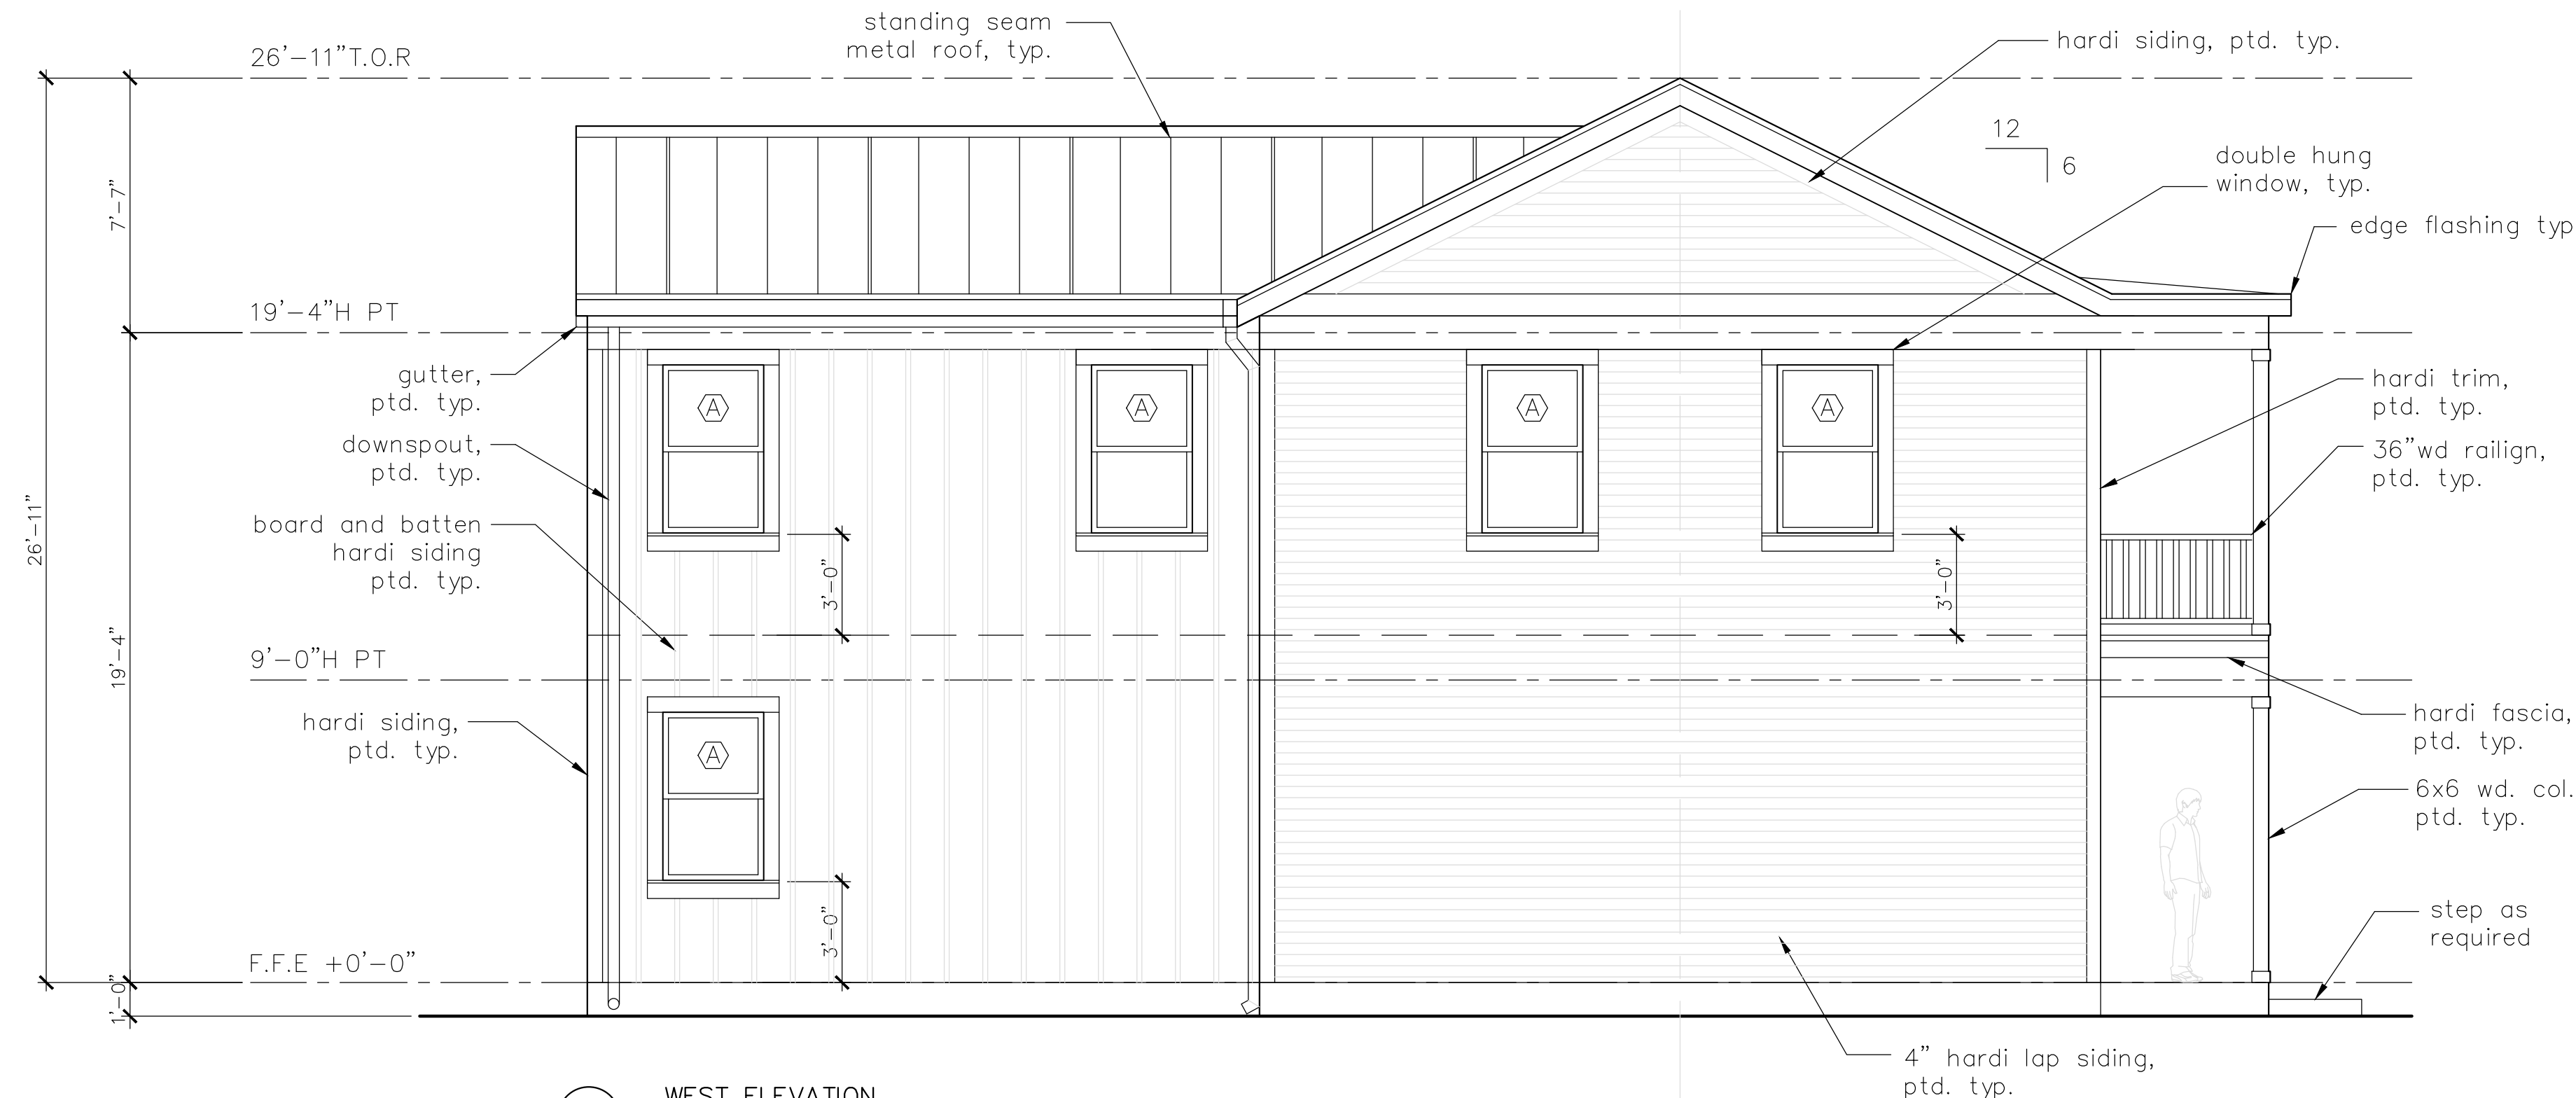 standing seam
metal roof, typ.
26'-11"T.O.R
hardi siding, ptd. typ.
12
6
double hung
window, typ.
edge flashing typ
7'-7"
19'-4"H PT
gutter,
ptd. typ.
downspout,
ptd. typ.
board and batten
hardi siding
ptd. typ.
A
A
A
A
hardi trim,
ptd. typ.
36"wd railign,
ptd. typ.
26'-11"
3'-0"
3'-0"
19'-4"
9'-0"H PT
hardi siding,
ptd. typ.
A
hardi fascia,
ptd. typ.
6x6 wd. col.
ptd. typ.
3'-0"
step as
required
F.F.E +0'-0"
1'-0"
4" hardi lap siding,
ptd. typ.
WEST ELEVATION